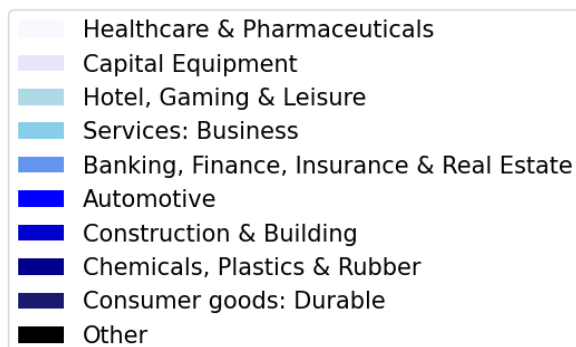 Healthcare & Pharmaceuticals
Capital Equipment
Hotel, Gaming & Leisure
Services: Business
Banking, Finance, Insurance & Real Estate
Automotive
Construction & Building
Chemicals, Plastics & Rubber
Consumer goods: Durable
Other